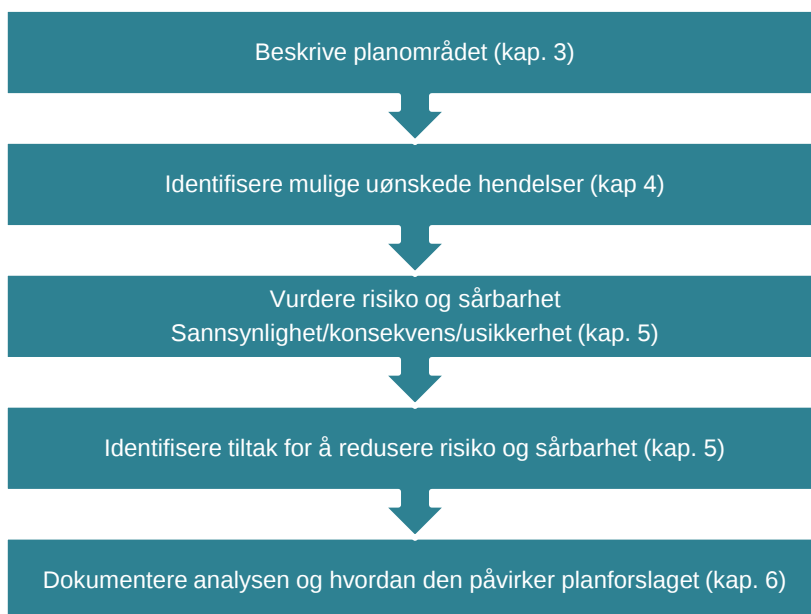 Beskrive planområdet (kap. 3)
Identifisere mulige uønskede hendelser (kap 4)
Vurdere risiko og sårbarhet
Sannsynlighet/konsekvens/usikkerhet (kap. 5)
Identifisere tiltak for å redusere risiko og sårbarhet (kap. 5)
Dokumentere analysen og hvordan den påvirker planforslaget (kap. 6)